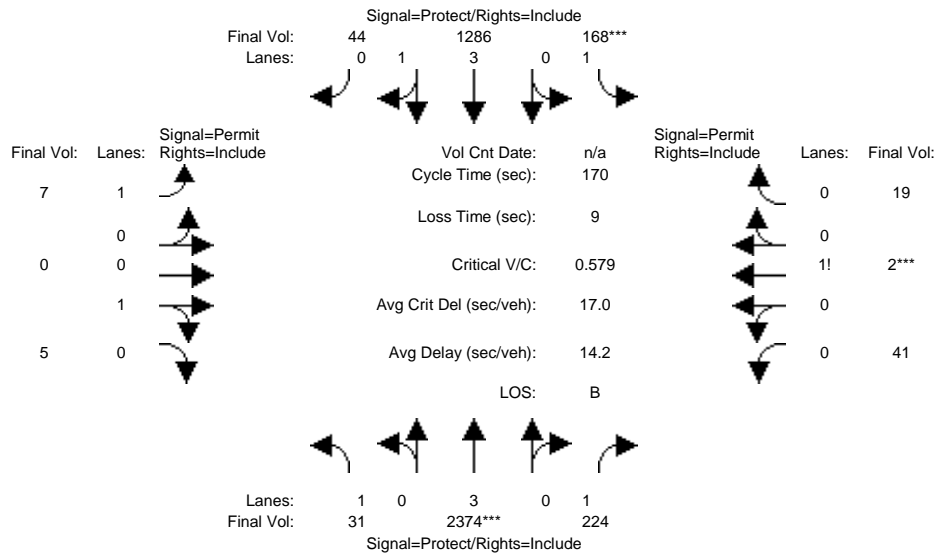 Signal=Protect/Rights=Include
Final Vol: 44 1286 168***
Lanes: 0 1 3 0 1
Signal=Permit Signal=Permit
Final Vol: Lanes: Rights=Include Vol Cnt Date: n/a Rights=Include Lanes: Final Vol:
Cycle Time (sec): 170
7 1 0 19
Loss Time (sec): 9
0 0
0 0 Critical V/C: 0.579 1! 2***
1 Avg Crit Del (sec/veh): 17.0 0
5 0 Avg Delay (sec/veh): 14.2 0 41
LOS: B
Lanes: 1 0 3 0 1
Final Vol: 31 2374*** 224
Signal=Protect/Rights=Include